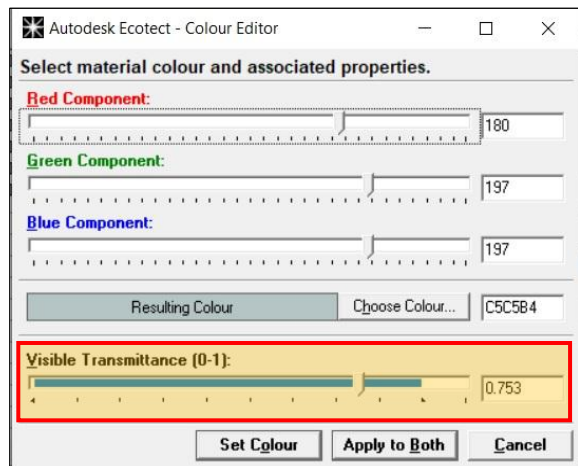 Autodesk Ecotect - Colour Editor
Select material colour and associated properties.
Red Component:
180
Green Component:
197
Blue Component:
197
Resulting Colour Choose Colour... C5C5B4
Visible Transmittance (0-1):
0.753
Set Colour Apply to Both Cancel